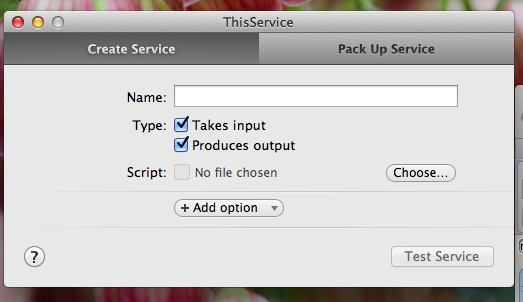 ThisService
Create Service Pack Up Service
Name:
Type: Takes input
Produces output
Script: No file chosen Choose...
+ Add option
? Test Service